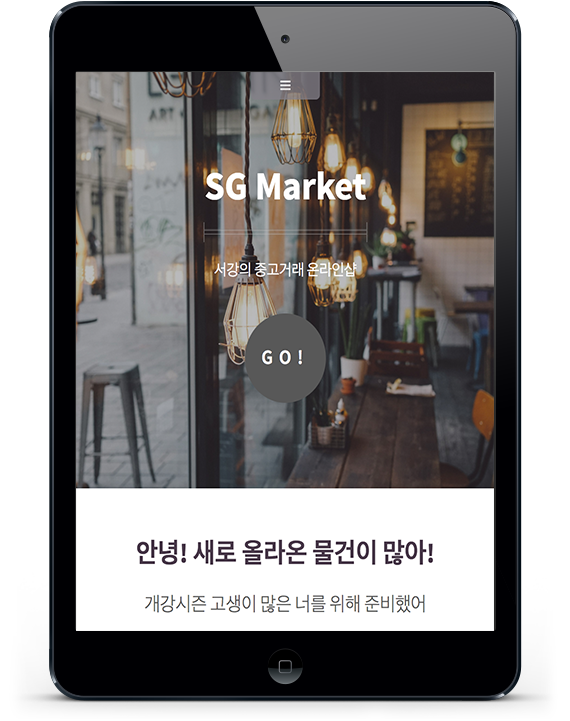 ART
SG Market
서강의 중고거래 온라인샵
GO!
안녕! 새로 올라온 물건이 많아!
개강시즌 고생이 많은 너를 위해 준비했어